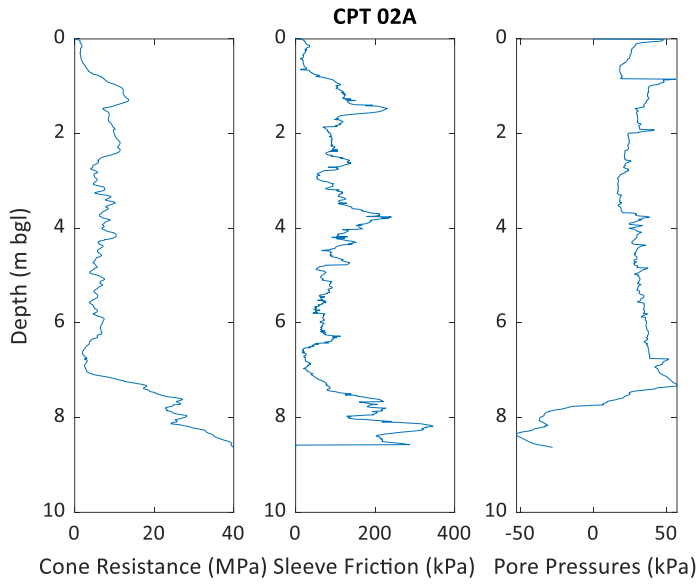 CPT 02A
0 0 0
2 2 2
4 4 4
6 6 6
8 8 8
10 10 10
0 20 40 0 200 400 -50 0 50
Depth (m bgl)
Cone Resistance (MPa) Sleeve Friction (kPa) Pore Pressures (kPa)